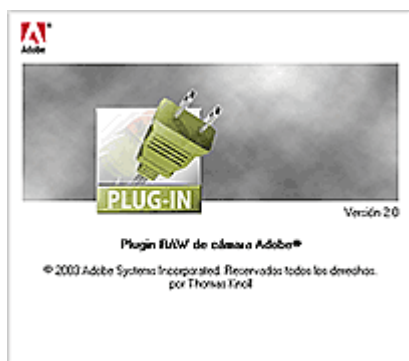 Adobe
PLUG-IN
Versión 2.0
Plugin RAW de cámara Adobe®
© 2003 Adobe Systems Incorporated. Reservados todos los derechos.
por Thomas Knoll